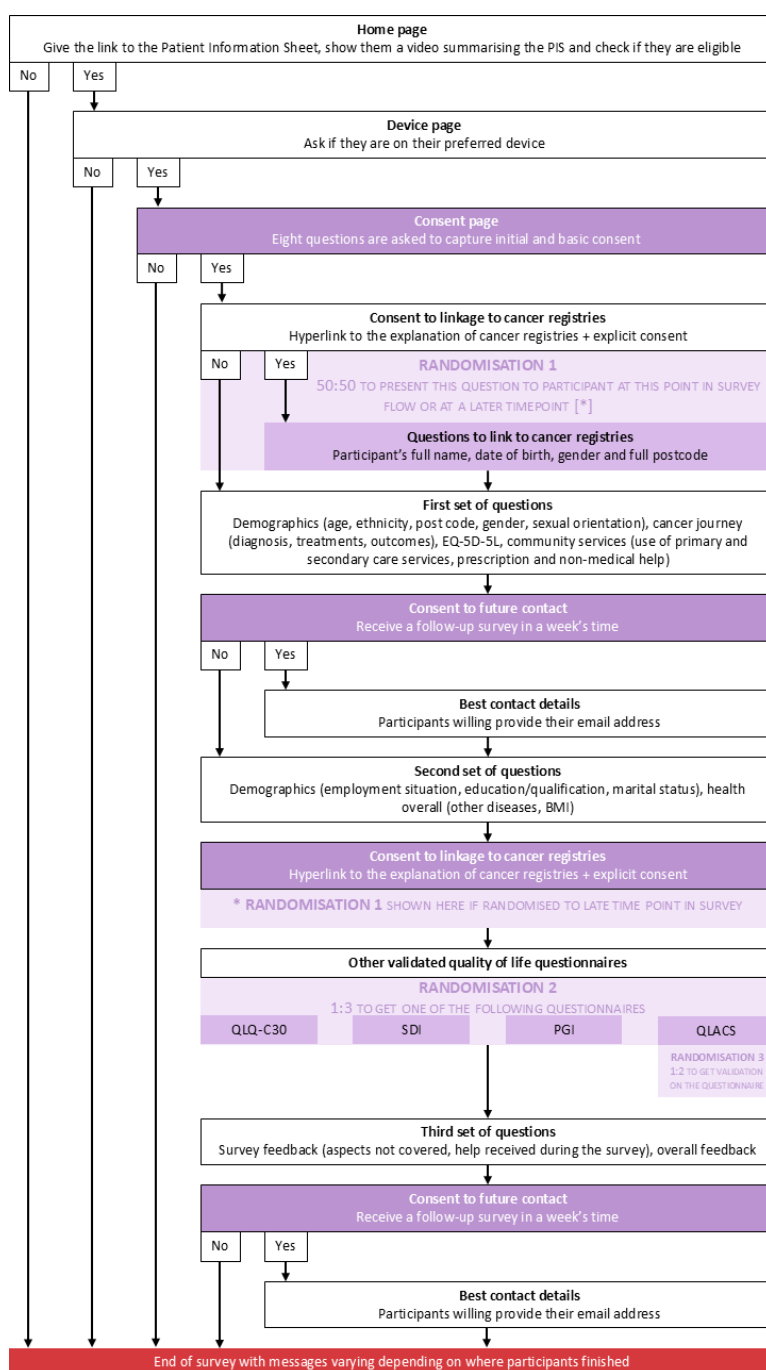 Home page
Give the link to the Patient Information Sheet, show them a video summarising the PIS and check if they are eligible
No
Yes
Device page
Ask if they are on their preferred device
No
Yes
Consent page
Eight questions are asked to capture initial and basic consent
No
Yes
Consent to linkage to cancer registries
Hyperlink to the explanation of cancer registries + explicit consent
No
Yes
RANDOMISATION 1
50:50 TO PRESENT THIS QUESTION TO PARTICIPANT AT THIS POINT IN SURVEY
FLOW OR AT A LATER TIMEPOINT [*]
Questions to link to cancer registries
Participant's full name, date of birth, gender and full postcode
First set of questions
Demographics (age, ethnicity, post code, gender, sexual orientation), cancer journey
(diagnosis, treatments, outcomes), EQ-5D-5L, community services (use of primary and
secondary care services, prescription and non-medical help)
Consent to future contact
Receive a follow-up survey in a week's time
No
Yes
Best contact details
Participants willing provide their email address
Second set of questions
Demographics (employment situation, education/qualification, marital status), health
overall (other diseases, BMI)
Consent to linkage to cancer registries
Hyperlink to the explanation of cancer registries + explicit consent
* RANDOMISATION 1 SHOWN HERE IF RANDOMISED TO LATE TIME POINT IN SURVEY
Other validated quality of life questionnaires
RANDOMISATION 2
1:3 TO GET ONE OF THE FOLLOWING QUESTIONNAIRES
QLQ-C30
SDI
PGI
QLACS
RANDOMISATION 3
1:2 TO GET VALIDATION
ON THE QUESTIONNAIRE
Third set of questions
Survey feedback (aspects not covered, help received during the survey), overall feedback
Consent to future contact
Receive a follow-up survey in a week's time
No
Yes
Best contact details
Participants willing provide their email address
End of survey with messages varying depending on where participants finished